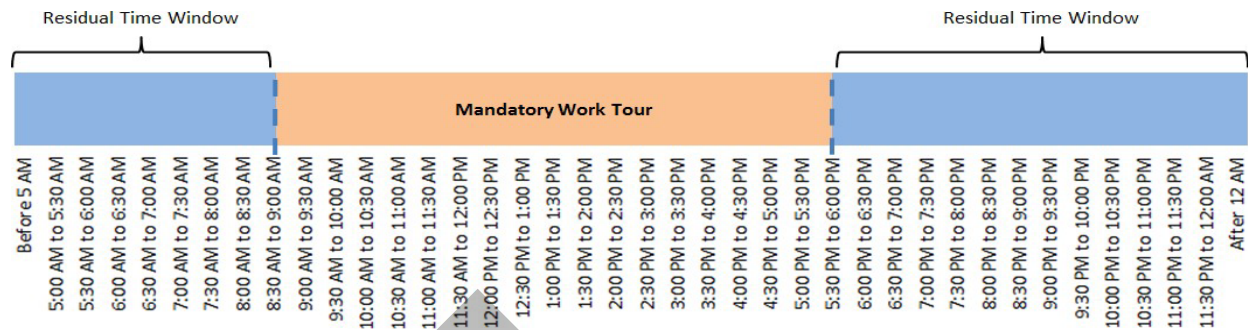 Residual Time Window
Residual Time Window
Mandatory Work Tour
Before 5 AM
5:00 AM to 5:30 AM
5:30 AM to 6:00 AM
6:00 AM to 6:30 AM
6:30 AM to 7:00 AM
7:00 AM to 7:30 AM
7:30 AM to 8:00 AM
8:00 AM to 8:30 AM
8:30 AM to 9:00 AM
9:00 AM to 9:30 AM
9:30 AM to 10:00 AM
10:00 AM to 10:30 AM
10:30 AM to 11:00 AM
11:00 AM to 11:30 AM
11:30 AM to 12:00 PM
12:00 PM to 12:30 PM
12:30 PM to 1:00 PM
1:00 PM to 1:30 PM
1:30 PM to 2:00 PM
2:00 PM to 2:30 PM
2:30 PM to 3:00 PM
3:00 PM to 3:30 PM
3:30 PM to 4:00 PM
4:00 PM to 4:30 PM
4:30 PM to 5:00 PM
5:00 PM to 5:30 PM
5:30 PM to 6:00 PM
6:00 PM to 6:30 PM
6:30 PM to 7:00 PM
7:00 PM to 7:30 PM
7:30 PM to 8:00 PM
8:00 PM to 8:30 PM
8:30 PM to 9:00 PM
9:00 PM to 9:30 PM
9:30 PM to 10:00 PM
10:00 PM to 10:30 PM
10:30 PM to 11:00 PM
11:00 PM to 11:30 PM
11:30 PM to 12:00 AM
After 12 AM